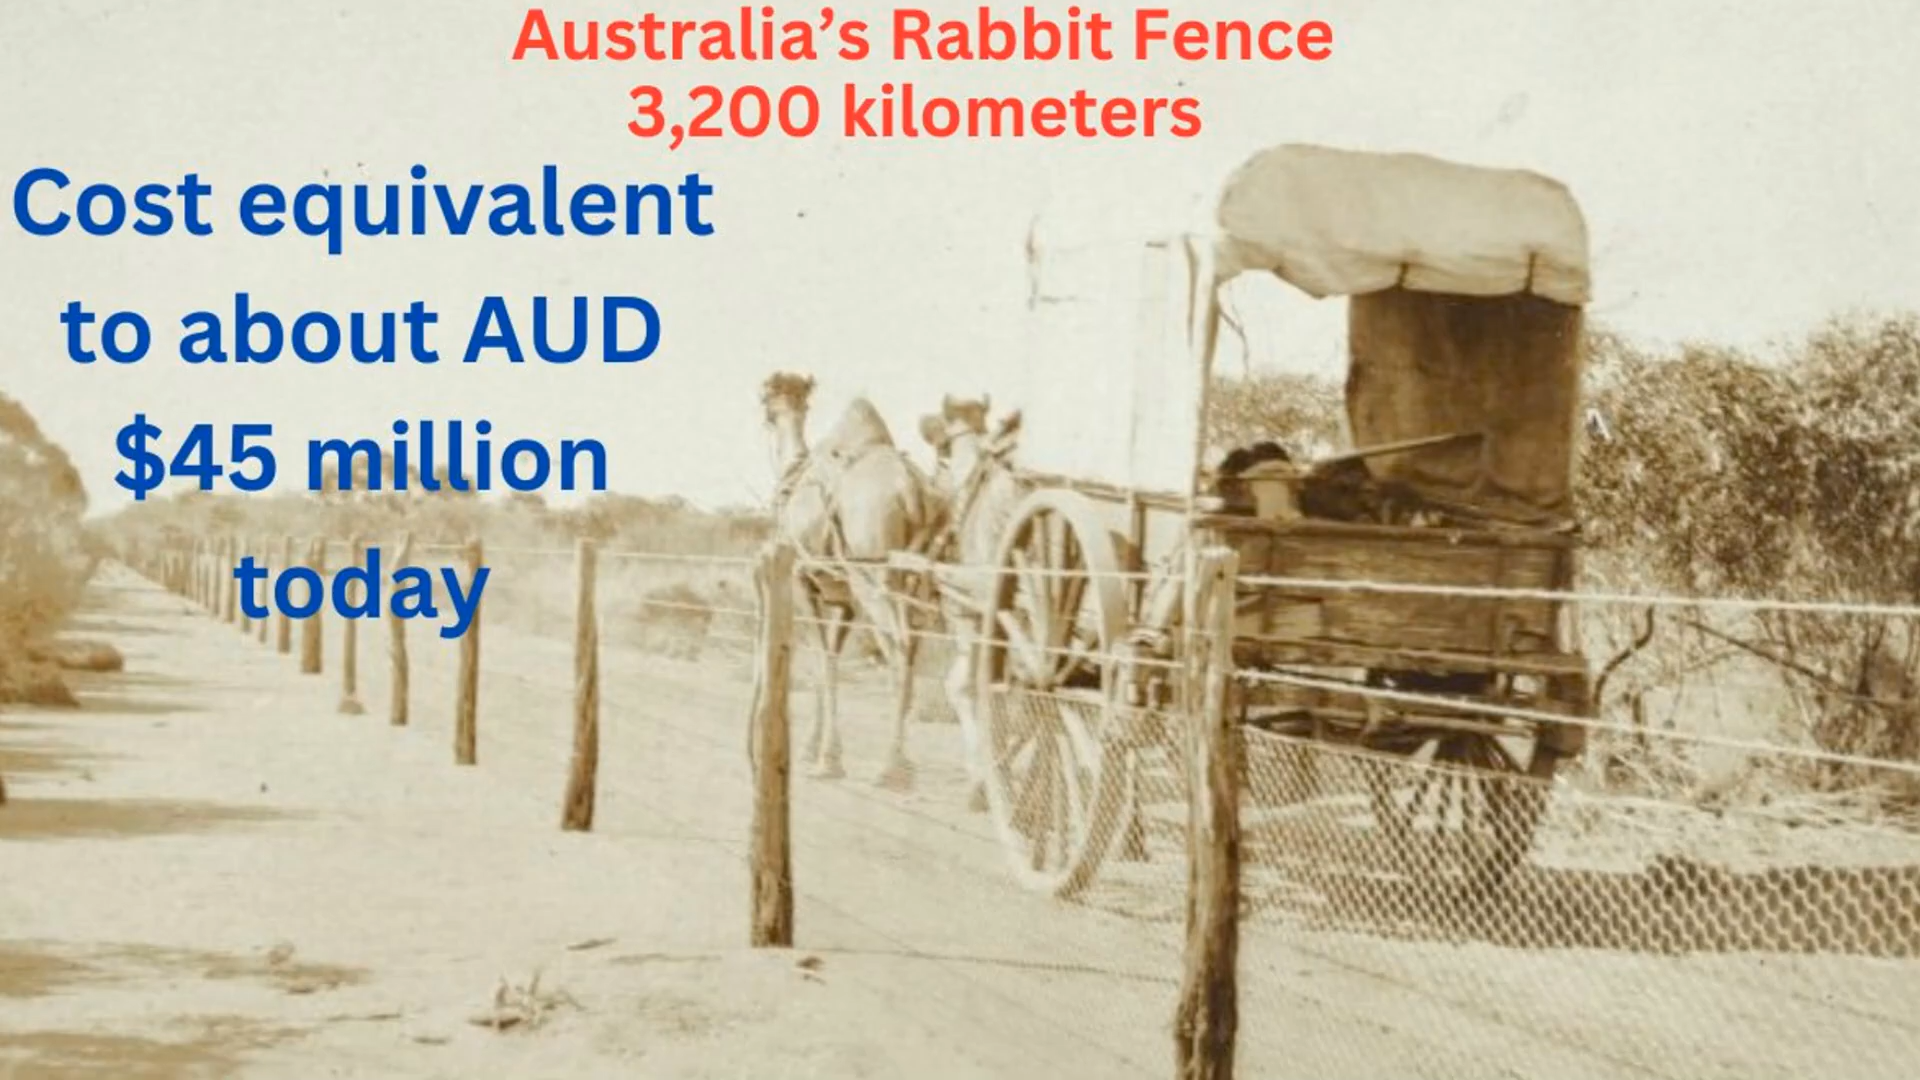 Australia’s Rabbit Fence
3,200 kilometers
Cost equivalent
to about AUD
$45 million
today